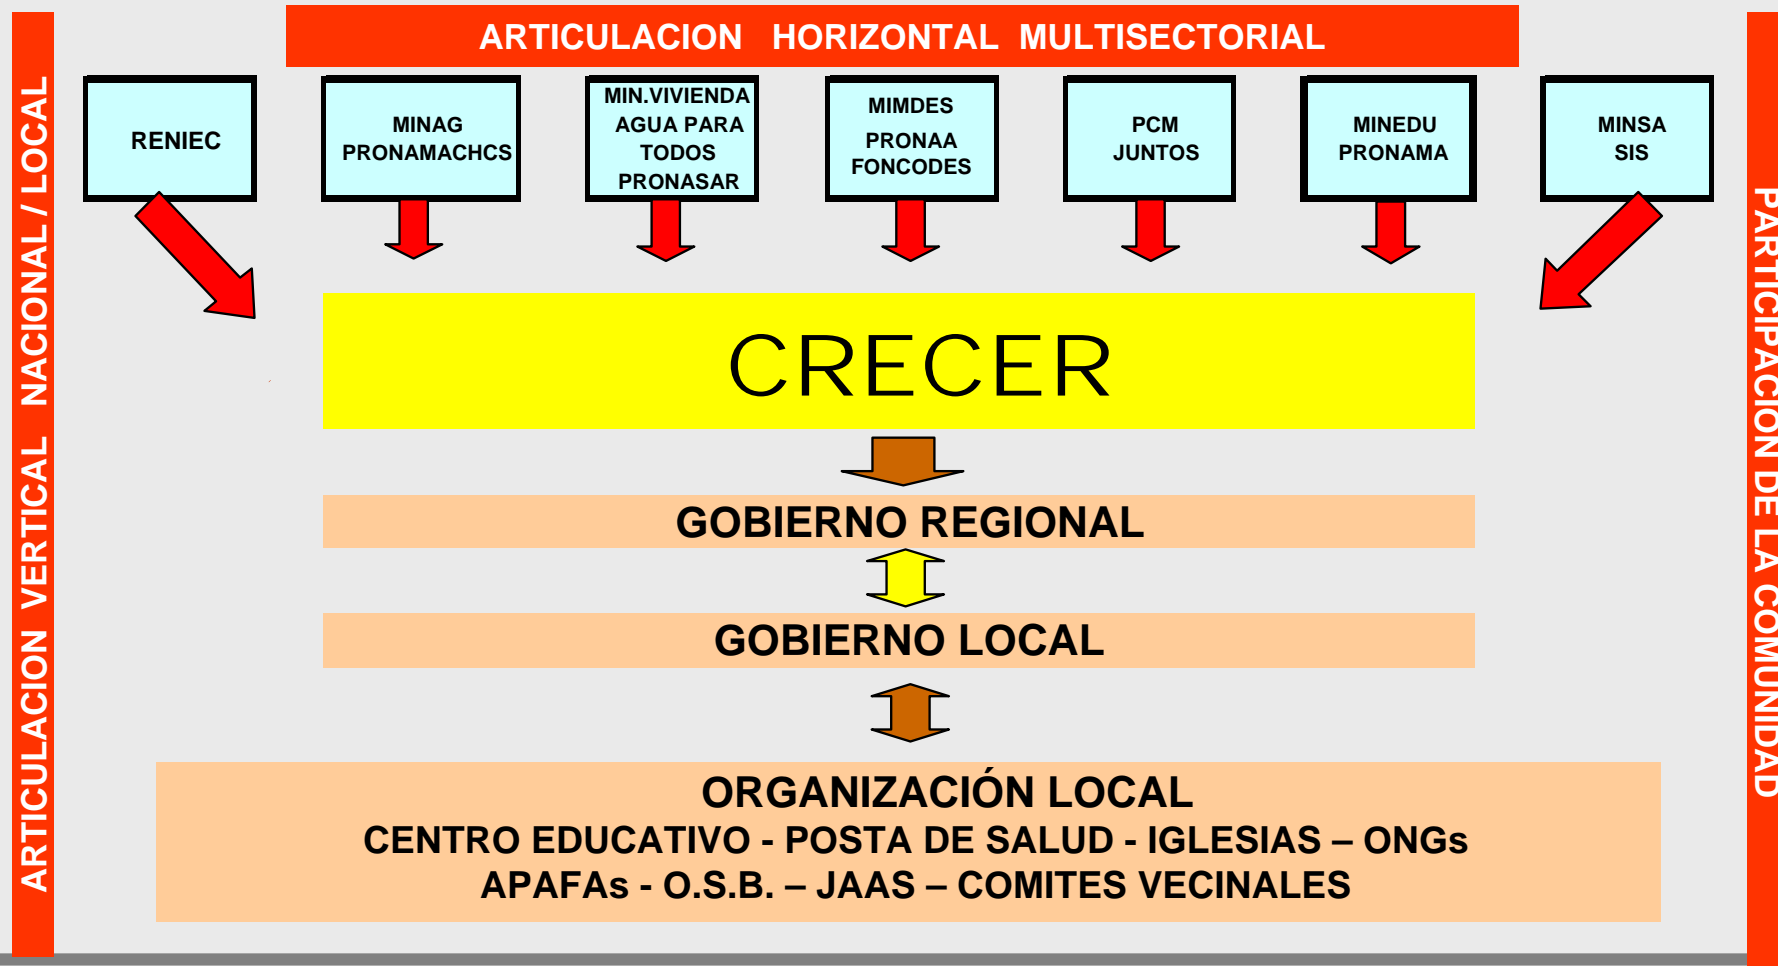 ARTICULACION HORIZONTAL MULTISECTORIAL
ARTICULACION VERTICAL NACIONAL / LOCAL
RENIEC
MINAG
PRONAMACHCS
MIN.VIVIENDA
AGUA PARA
TODOS
PRONASAR
MIMDES
PRONAA
FONCODES
PCM
JUNTOS
MINEDU
PRONAMA
MINSA
SIS
PARTICIPACION DE LA COMUNIDAD
CRECER
GOBIERNO REGIONAL
GOBIERNO LOCAL
ORGANIZACIÓN LOCAL
CENTRO EDUCATIVO - POSTA DE SALUD - IGLESIAS – ONGs
APAFAs - O.S.B. – JAAS – COMITES VECINALES